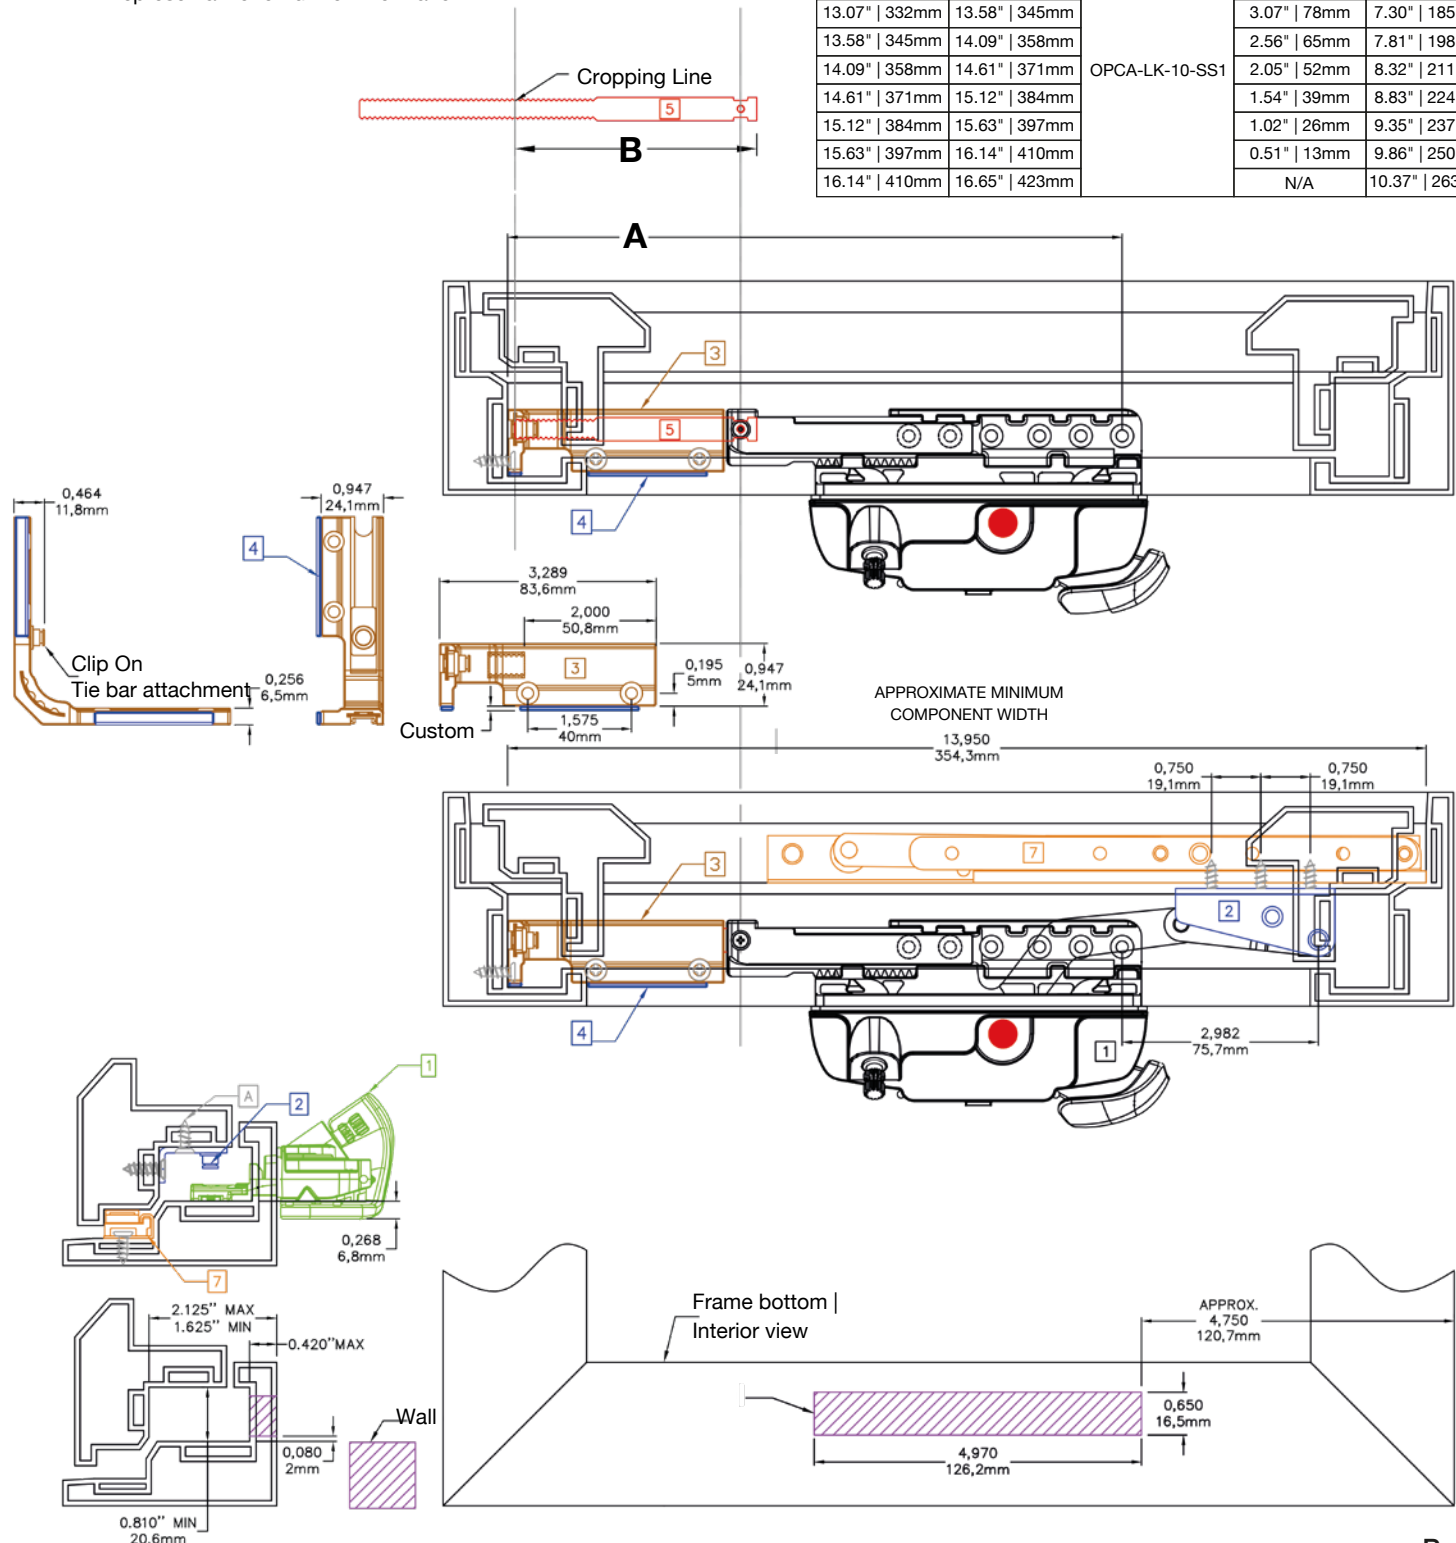 13.07" | 332mm 13.58" | 345mm 3.07" | 78mm 7.30" | 185
13.58" | 345mm 14.09" | 358mm 2.56" | 65mm 7.81" | 198
14.09" | 358mm 14.61" | 371mm OPCA-LK-10-SS1 2.05" | 52mm 8.32" | 211
14.61" | 371mm 15.12" | 384mm 1.54" | 39mm 8.83" | 224
15.12" | 384mm 15.63" | 397mm 1.02" | 26mm 9.35" | 237
15.63" | 397mm 16.14" | 410mm 0.51" | 13mm 9.86" | 250
16.14" | 410mm 16.65" | 423mm N/A 10.37" | 263
Cropping Line
5
B
A
3
5
4
0,464
11,8mm
0,947
24,1mm
4
Clip On
Tie bar attachment
0,256
6,5mm
3,289
83,6mm
2,000
50,8mm
3
0,195
5mm
0,947
24,1mm
Custom
1,575
40mm
APPROXIMATE MINIMUM
COMPONENT WIDTH
13,950
354,3mm
0,750
19,1mm
0,750
19,1mm
3
7
2
4
1
2,982
75,7mm
1
A
2
0,268
6,8mm
7
2.125" MAX
1.625" MIN
0.420"MAX
Wall
0,080
2mm
0.810" MIN
20.6mm
Frame bottom |
Interior view
APPROX.
4,750
120,7mm
0,650
16,5mm
4,970
126,2mm